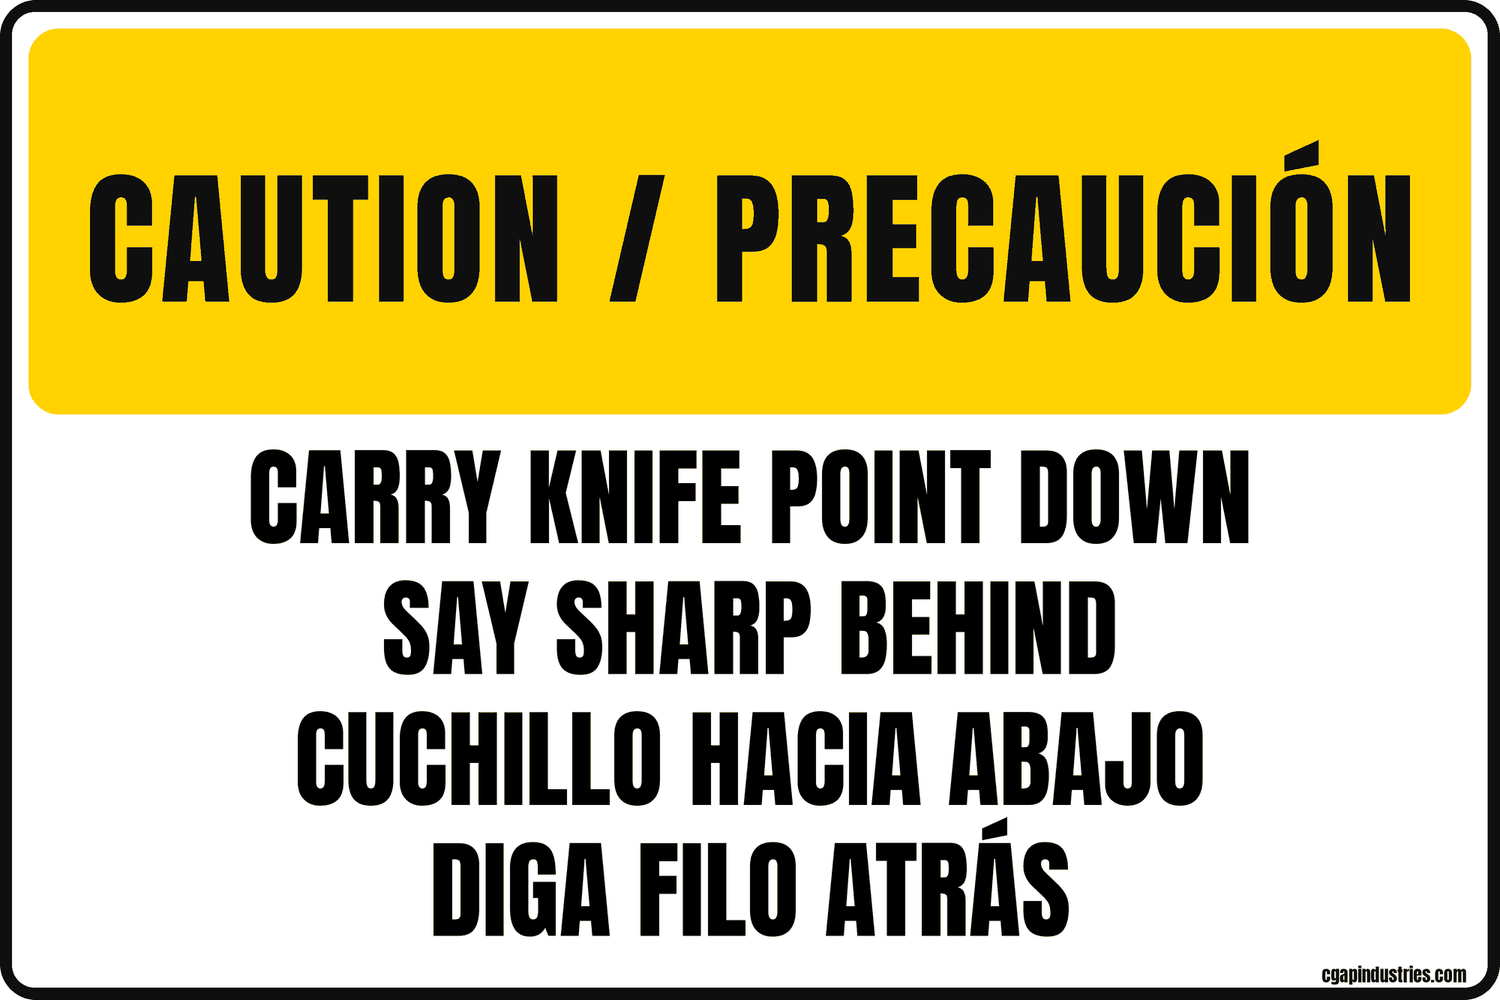 CAUTION / PRECAUCIÓN
CARRY KNIFE POINT DOWN
SAY SHARP BEHIND
CUCHILLO HACIA ABAJO
DIGA FILO ATRÁS
cgapindustries.com